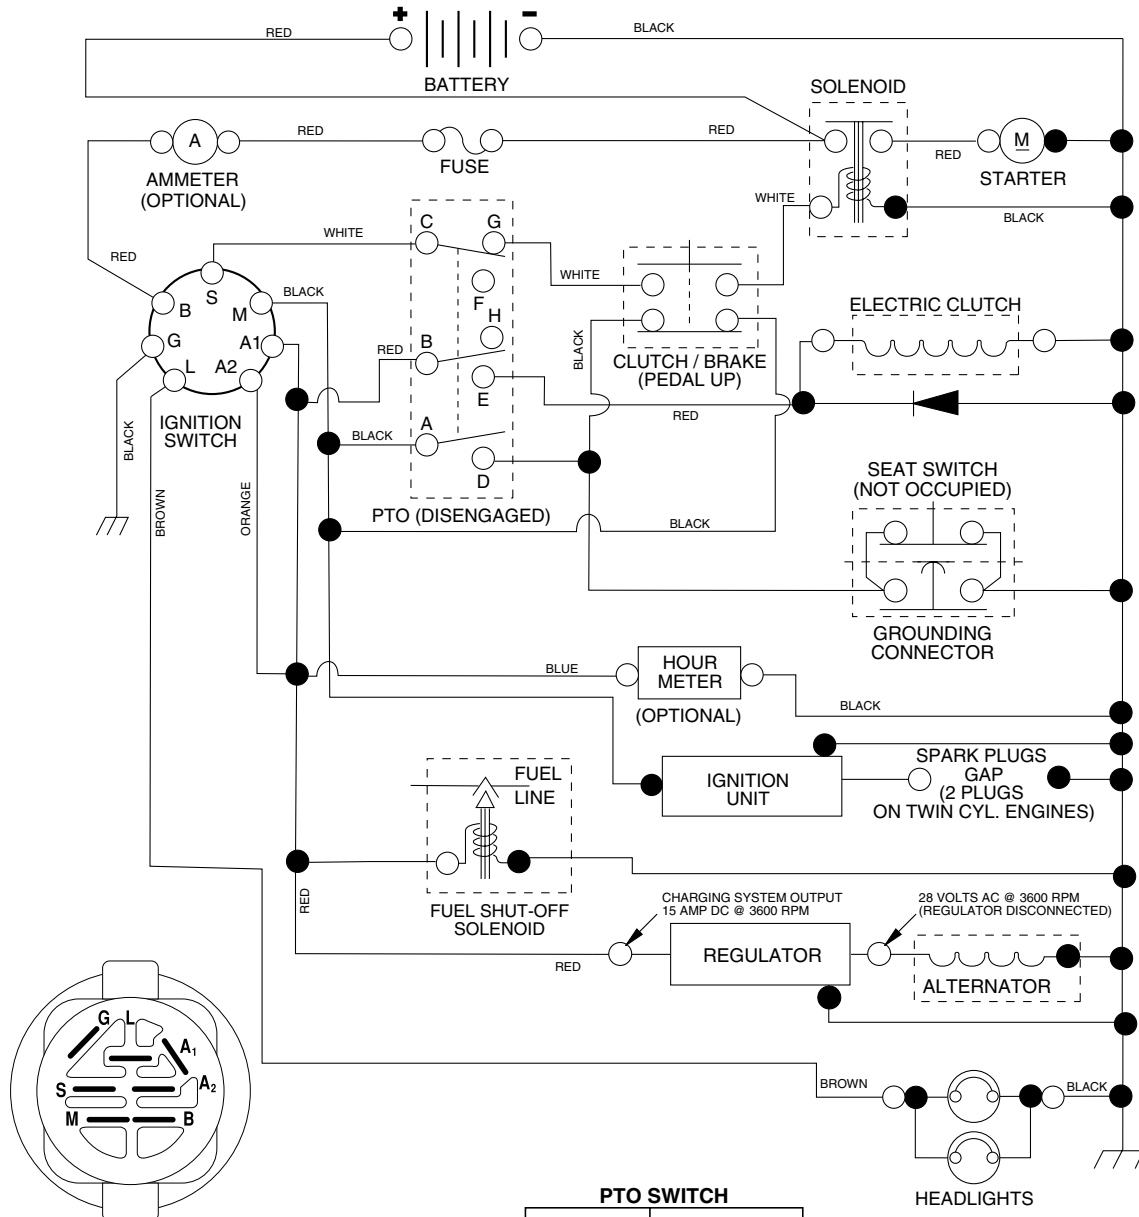 + -
RED
BLACK
BATTERY
SOLENOID
A
RED
RED
FUSE
RED
M
STARTER
AMMETER
(OPTIONAL)
WHITE
BLACK
C
G
WHITE
RED
S
BLACK
F
WHITE
B
M
ELECTRIC CLUTCH
G
A1
H
B
RED
BLACK
L
A2
CLUTCH / BRAKE
(PEDAL UP)
E
RED
IGNITION
SWITCH
BLACK
A
BLACK
D
SEAT SWITCH
(NOT OCCUPIED)
BROWN
ORANGE
PTO (DISENGAGED)
BLACK
GROUNDING
CONNECTOR
BLUE
HOUR
METER
(OPTIONAL)
BLACK
FUEL
LINE
IGNITION
UNIT
SPARK PLUGS
GAP
(2 PLUGS
ON TWIN CYL. ENGINES)
RED
FUEL SHUT-OFF
SOLENOID
CHARGING SYSTEM OUTPUT
15 AMP DC @ 3600 RPM
28 VOLTS AC @ 3600 RPM
(REGULATOR DISCONNECTED)
RED
REGULATOR
ALTERNATOR
G L
A1
A2
S
M
B
BROWN
BLACK
HEADLIGHTS
PTO SWITCH